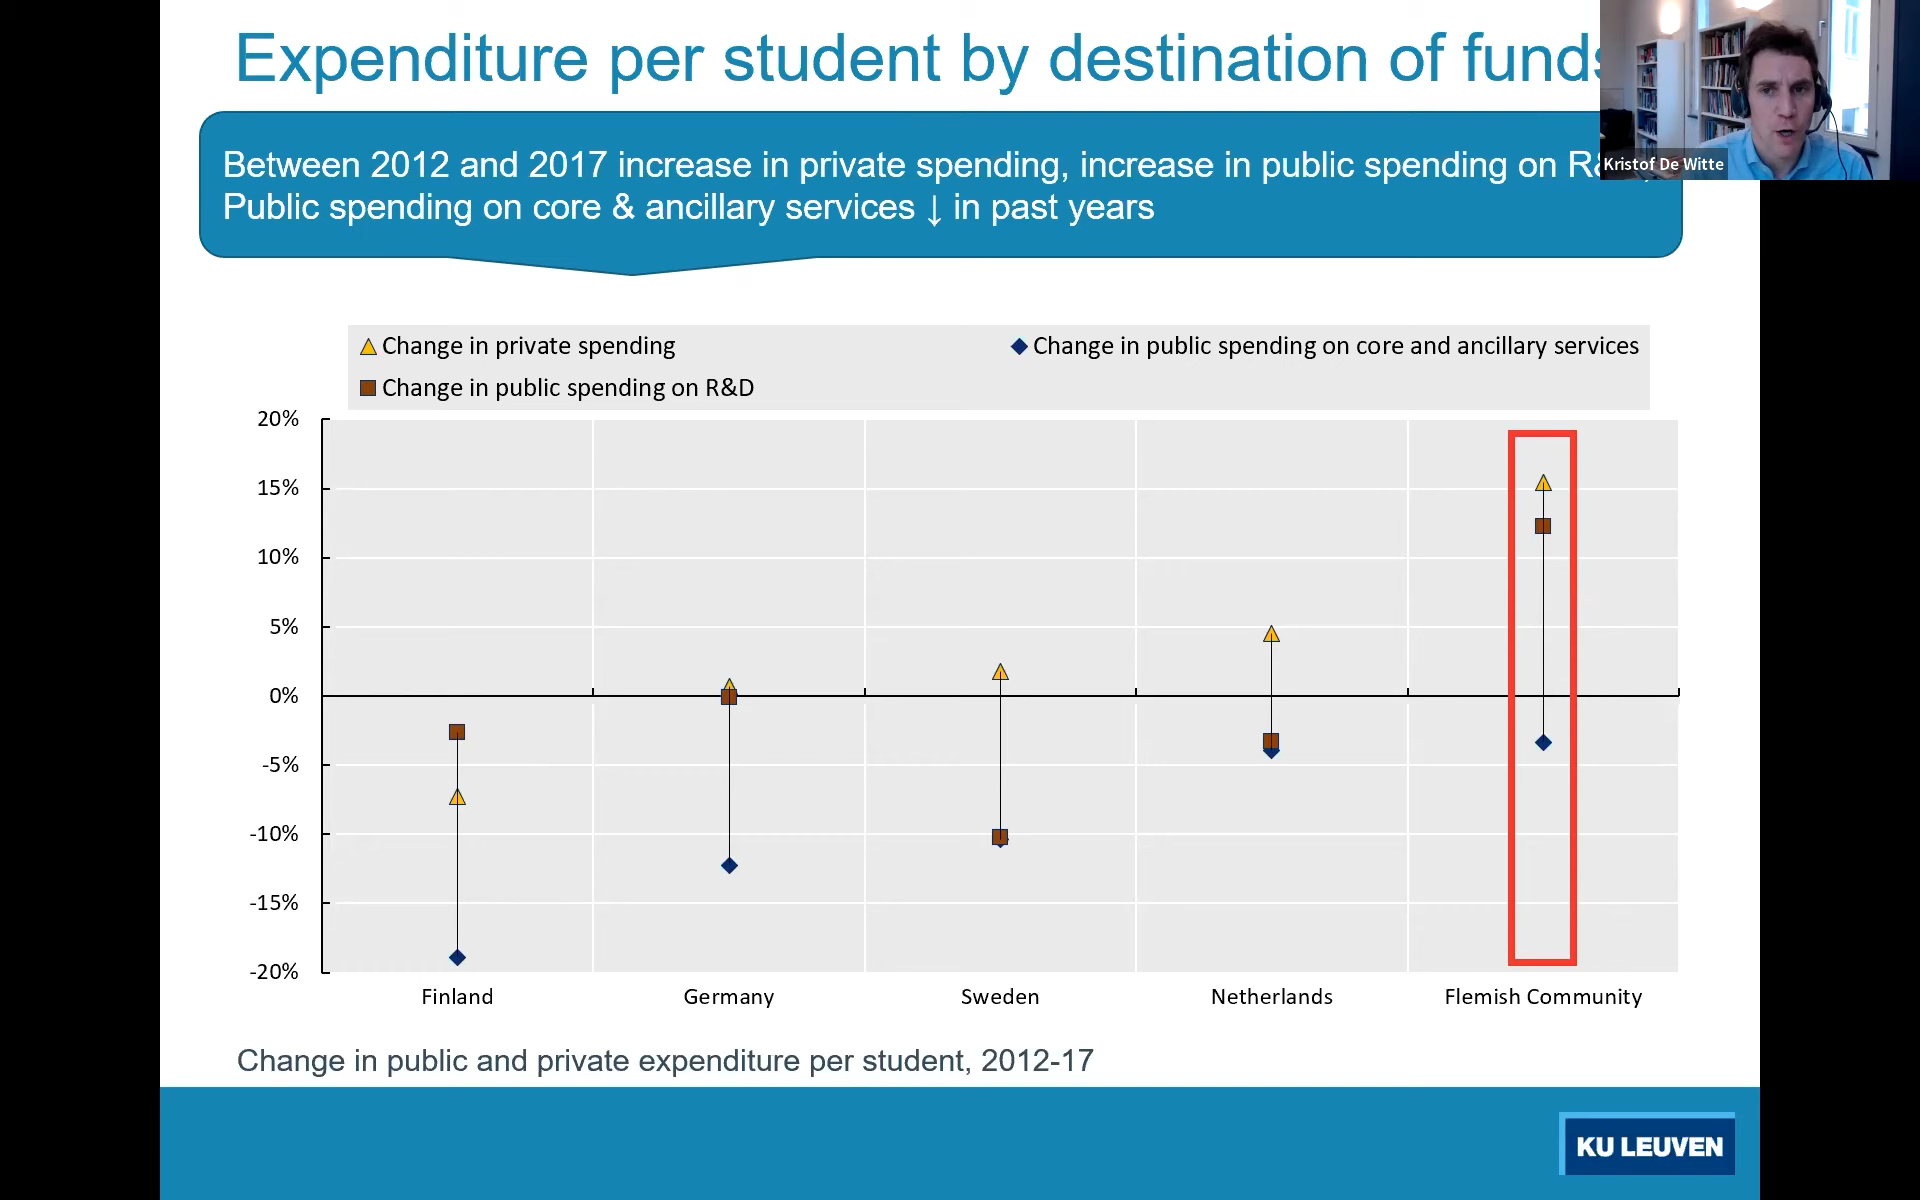 Expenditure per student by destination of funds
Kristof De Witte
Between 2012 and 2017 increase in private spending, increase in public spending on
Public spending on core & ancillary services ↓ in past years
Change in private spending
Change in public spending on core and ancillary services
Change in public spending on R&D
20%
15%
10%
5%
0%
-5%
-10%
-15%
-20%
Finland
Germany
Sweden
Netherlands
Flemish Community
Change in public and private expenditure per student, 2012-17
KU LEUVEN